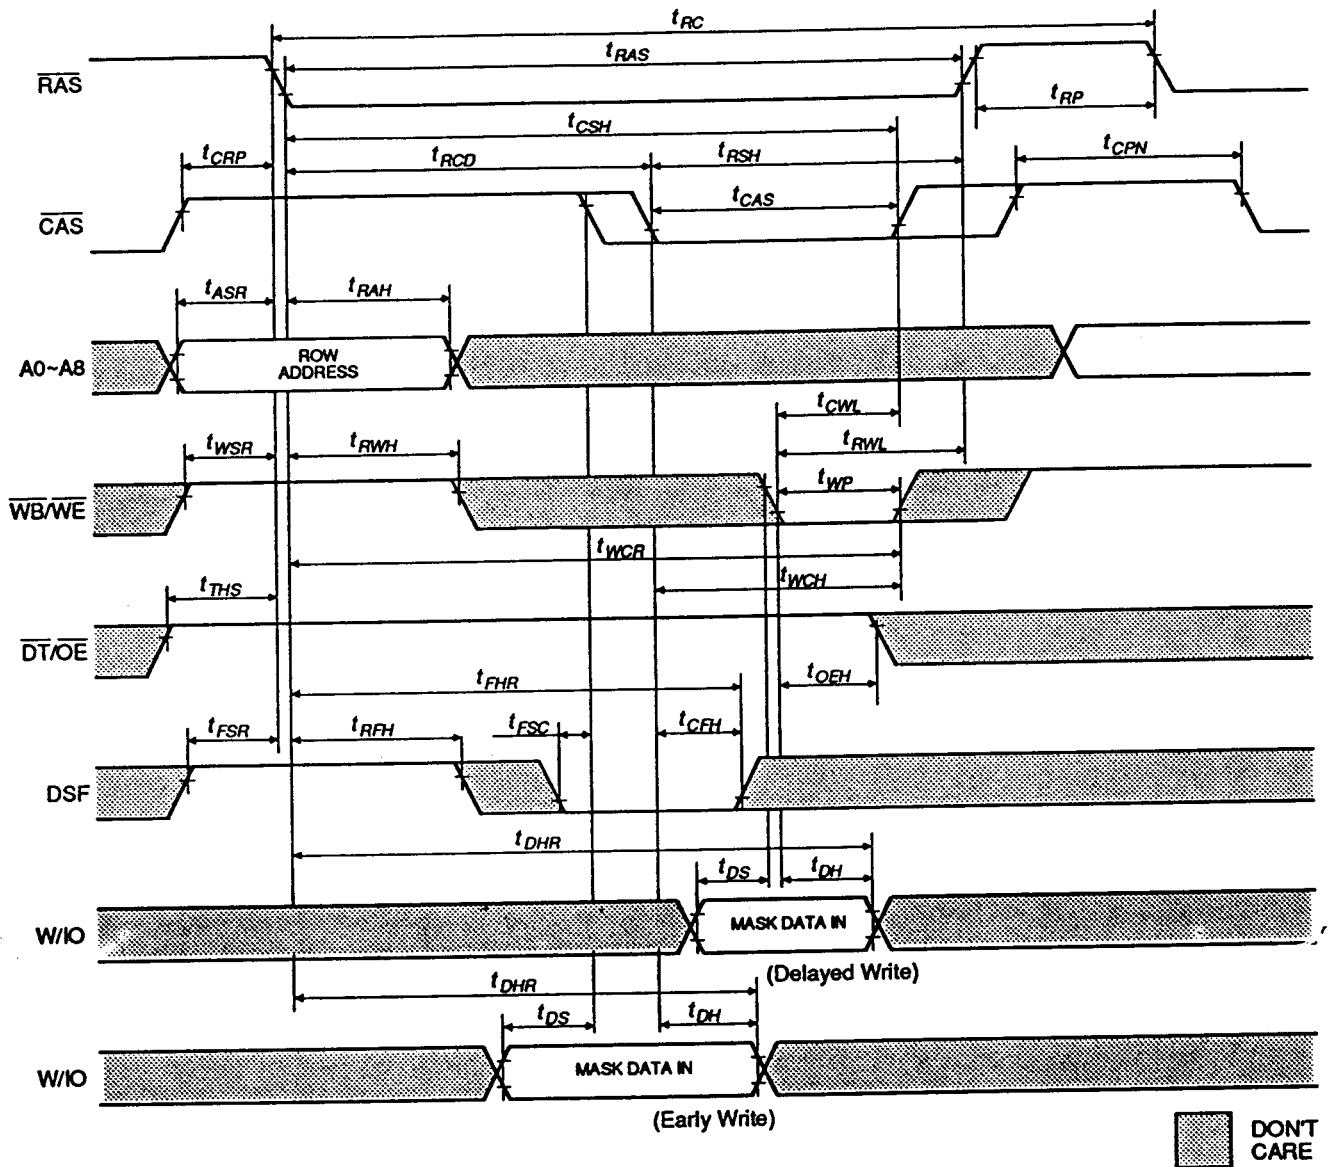 tRC
tRAS
RAS
tRP
tCSH
tCRP
tRCD
tRSH
tCPN
CAS
tCAS
tASR
tRAH
A0~A8
ROW
ADDRESS
tCWL
tWSR
tRWH
tRWL
WB/WE
tWP
tWCR
tWCH
tTHS
DT/OE
tFHR
tOEH
tFSR
tRFH
tFSC
tCFH
DSF
tDHR
tDS
tDH
W/IO
MASK DATA IN
(Delayed Write)
tDHR
tDS
tDH
W/IO
MASK DATA IN
(Early Write)
DON'T
CARE